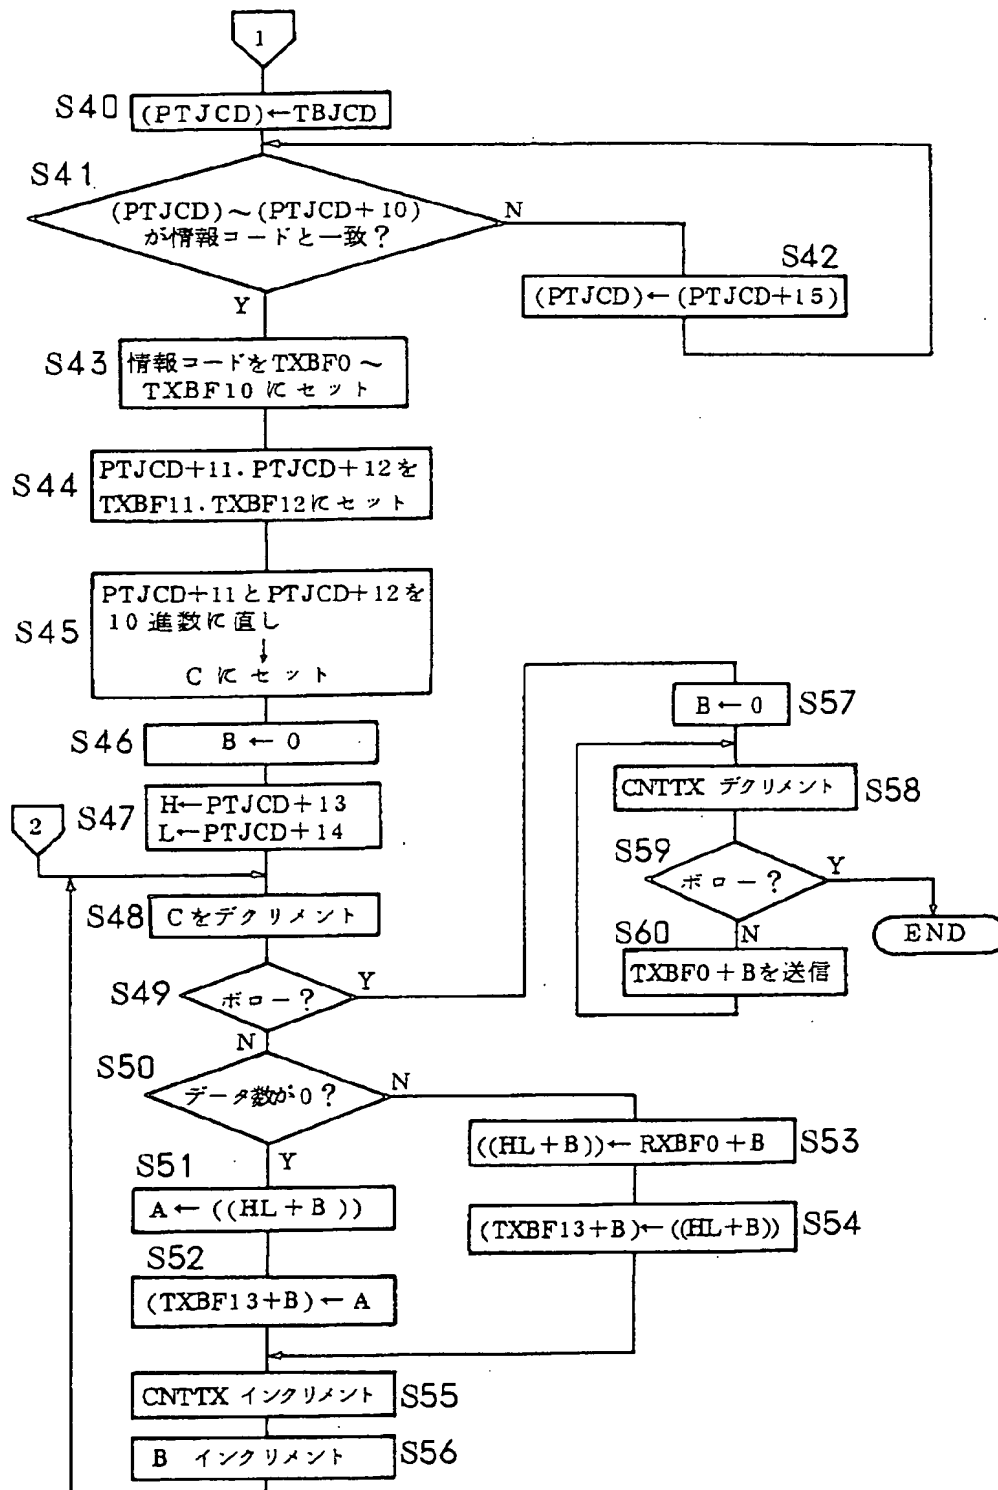 1
S40
(PTJCD)←TBJCD
S41
(PTJCD)～(PTJCD+10)
が情報コードと一致？
N
Y
S42
(PTJCD)←(PTJCD+15)
S43
情報コードをTXBF0～
TXBF10にセット
S44
PTJCD+11.PTJCD+12を
TXBF11.TXBF12にセット
S45
PTJCD+11とPTJCD+12を
10進数に直し
↓
Cにセット
S46
B←0
S47
H←PTJCD+13
L←PTJCD+14
2
S48
Cをデクリメント
S49
ボロー？
Y
N
S50
データ数が0？
N
Y
S51
A←((HL+B))
S52
(TXBF13+B)←A
S53
((HL+B))←RXBF0+B
S54
(TXBF13+B)←((HL+B))
S55
CNTTX インクリメント
S56
B インクリメント
S57
B←0
S58
CNTTX デクリメント
S59
ボロー？
Y
N
END
S60
TXBF0+Bを送信